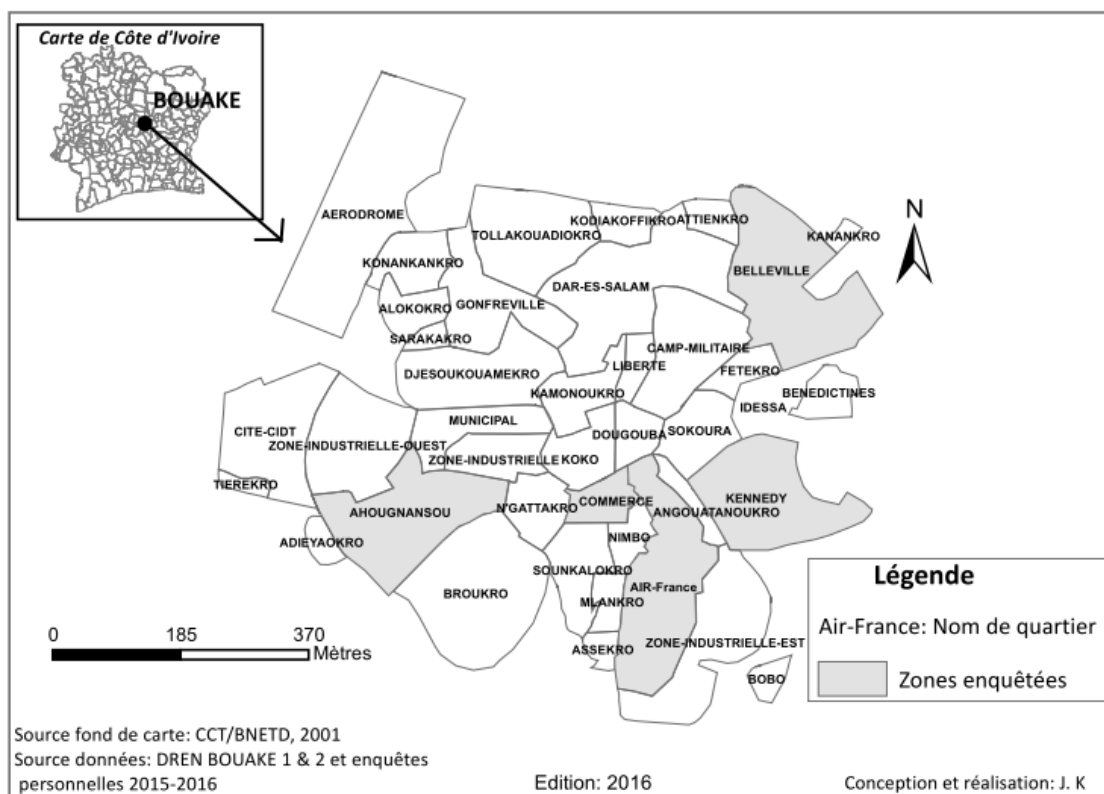 Carte de Côte d'Ivoire
BOUAKE
N
AERODROME
KODIAKOFFIKRO
ATTIENKRO
TOLLAKOUADIOKRO
KANANKRO
KONANKANKRO
BELLEVILLE
DAR-ES-SALAM
ALOKOKRO
GONFREVILLE
SARAKAKRO
CAMP-MILITAIRE
LIBERTE
FETEKRO
DJESOUKOUAMEKRO
KAMONOUKRO
BENEDICTINES
IDESSA
MUNICIPAL
CITE-CIDT
ZONE-INDUSTRIELLE-OUEST
DOUGOUBA
SOKOURA
ZONE-INDUSTRIELLE
KOKO
TIEREKRO
KENNEDY
AHOUGNANSOU
N'GATTAKRO
COMMERCE
ANGOUATANOUKRO
ADIEYAOKRO
NIMBO
SOUNKALOKRO
BROUKRO
AIR-France
MLANKRO
ZONE-INDUSTRIELLE-EST
ASSEKRO
BOBO
0 185 370
Mètres
Légende
Air-France: Nom de quartier
Zones enquêtées
Source fond de carte: CCT/BNETD, 2001
Source données: DREN BOUAKE 1 & 2 et enquêtes
personnelles 2015-2016
Edition: 2016
Conception et réalisation: J. K